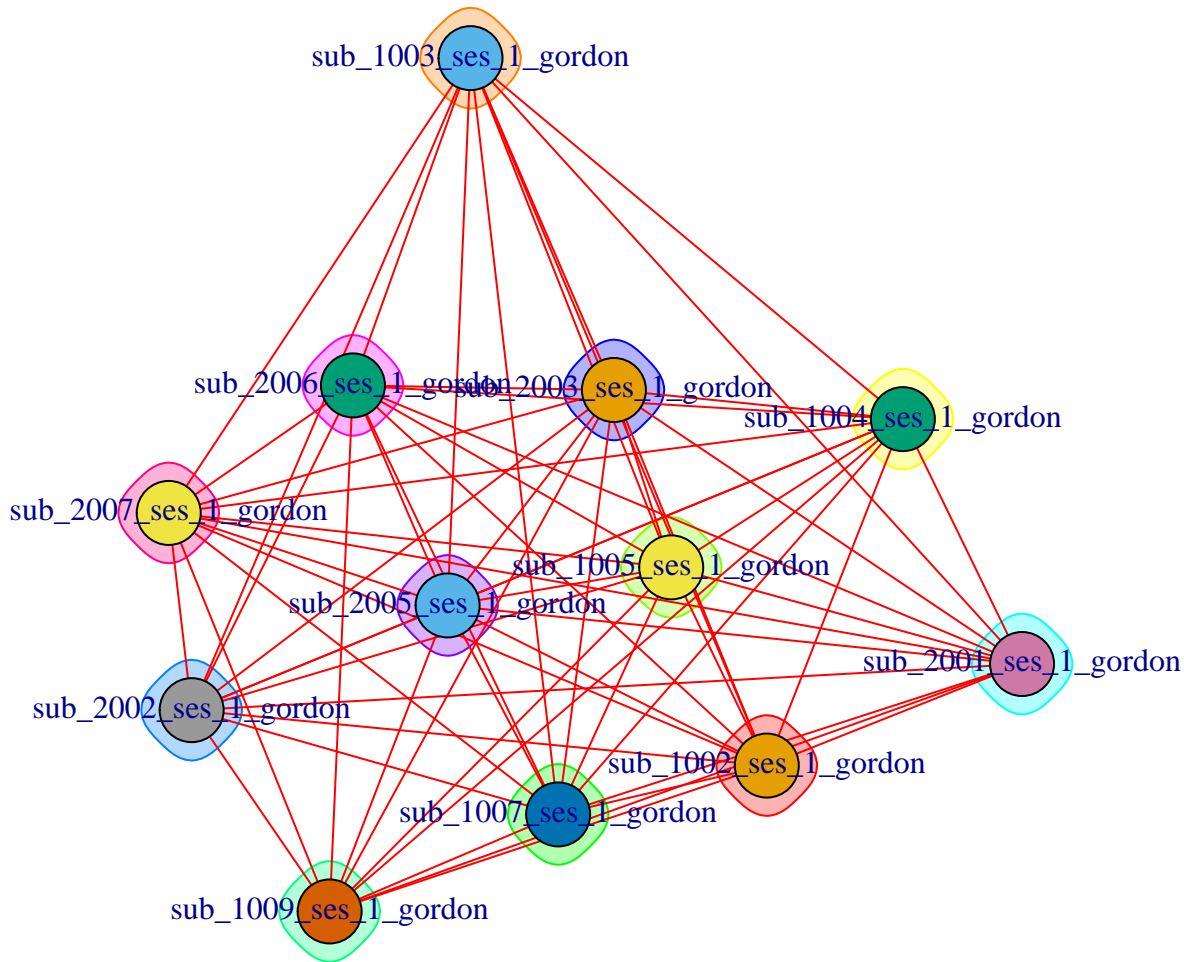 sub_1003_ses_1_gordon
sub_2006_ses_1_gordon
sub_2003_ses_1_gordon
sub_1004_ses_1_gordon
sub_2007_ses_1_gordon
sub_1005_ses_1_gordon
sub_2005_ses_1_gordon
sub_2001_ses_1_gordon
sub_2002_ses_1_gordon
sub_1002_ses_1_gordon
sub_1007_ses_1_gordon
sub_1009_ses_1_gordon